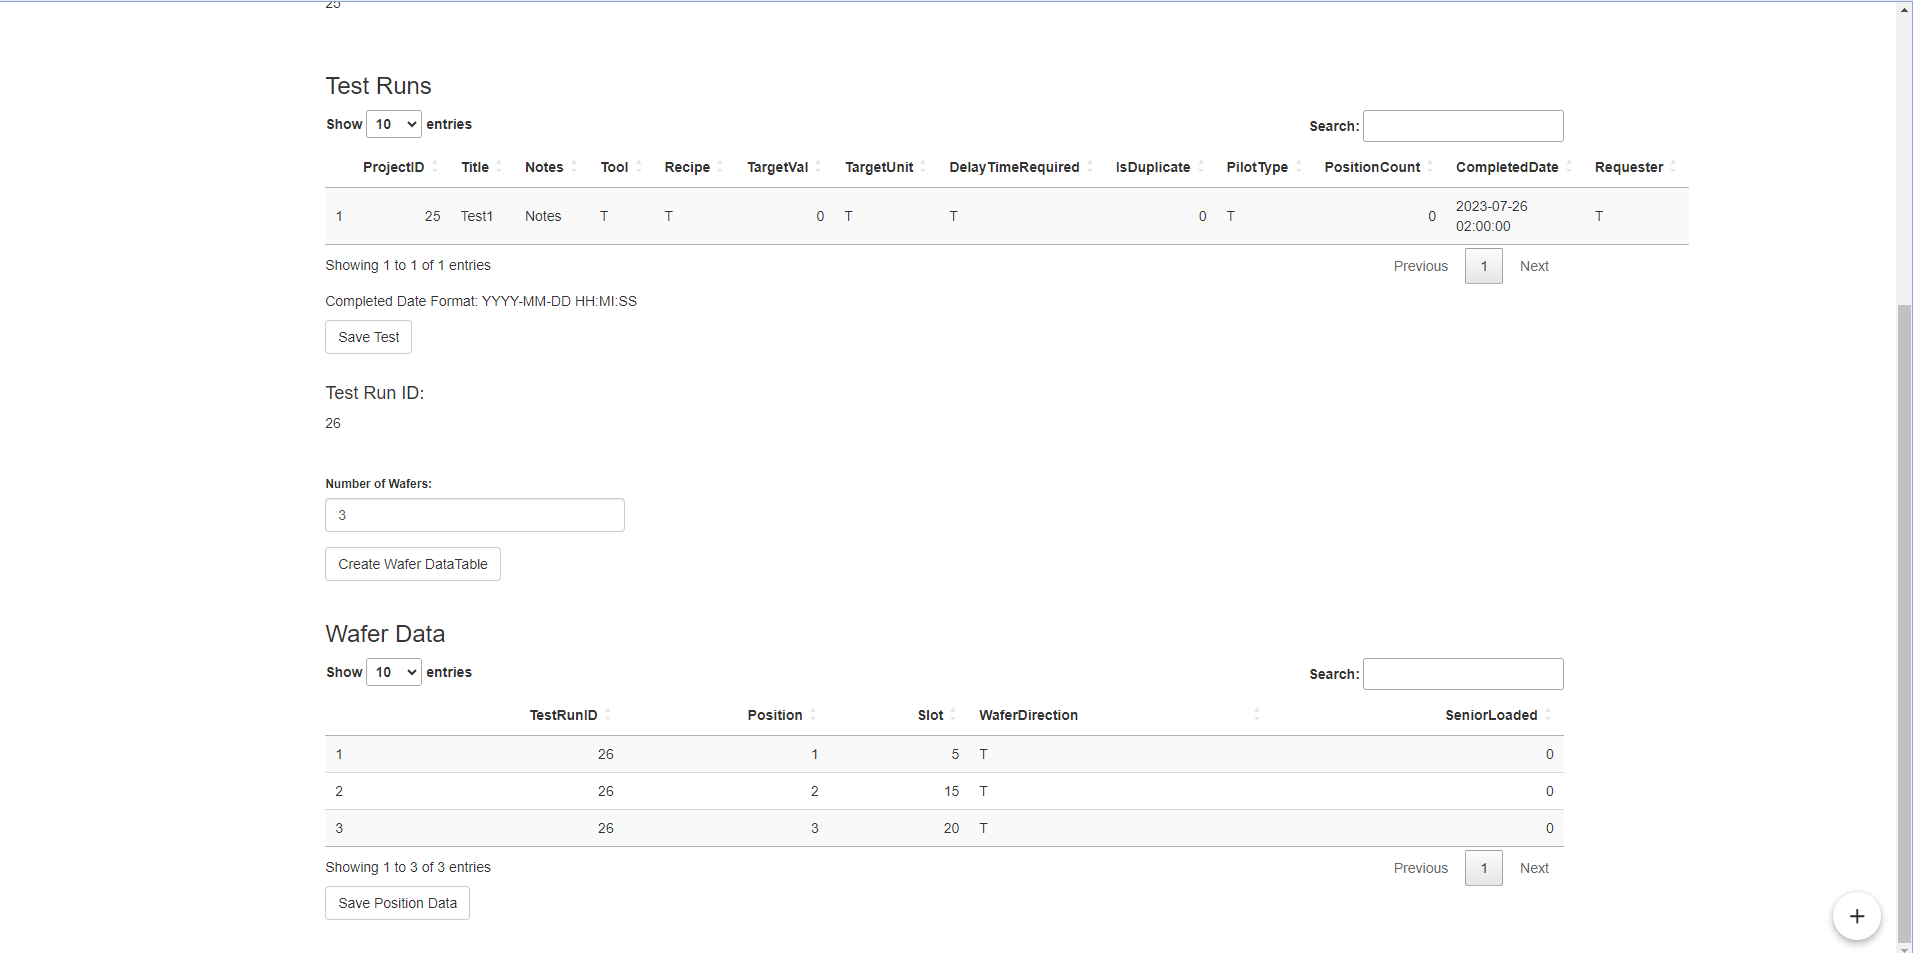 25
Test Runs
Show 10 entries
Search:
ProjectID Title Notes Tool Recipe TargetVal TargetUnit DelayTimeRequired IsDuplicate PilotType PositionCount CompletedDate Requester
1 25 Test1 Notes T T 0 T T 0 T 0 2023-07-26 02:00:00 T
Showing 1 to 1 of 1 entries
Previous 1 Next
Completed Date Format: YYYY-MM-DD HH:MI:SS
Save Test
Test Run ID:
26
Number of Wafers:
3
Create Wafer DataTable
Wafer Data
Show 10 entries
Search:
TestRunID Position Slot WaferDirection SeniorLoaded
1 26 1 5 T 0
2 26 2 15 T 0
3 26 3 20 T 0
Showing 1 to 3 of 3 entries
Previous 1 Next
Save Position Data
+